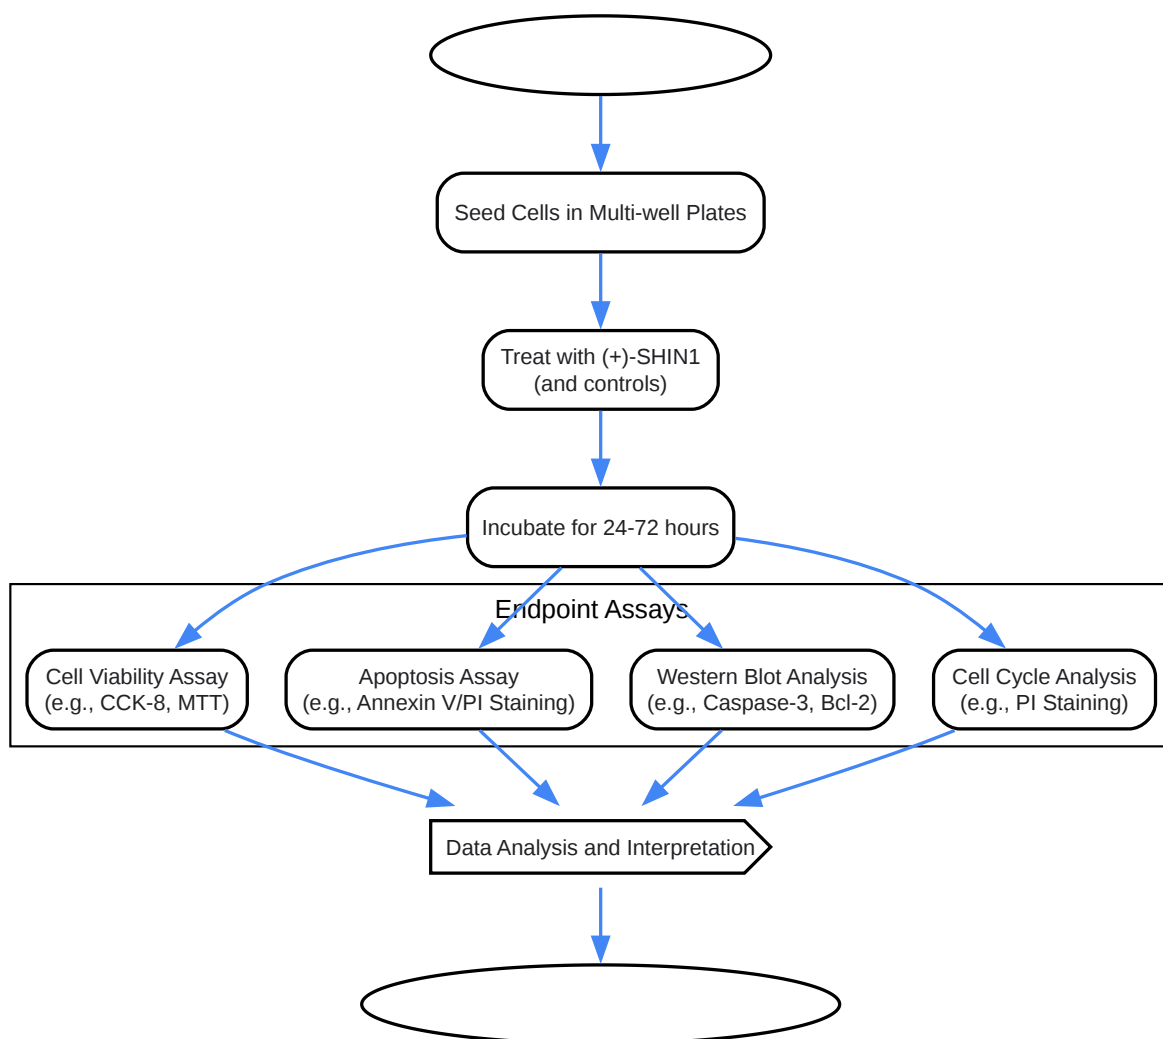 Seed Cells in Multi-well Plates
Treat with (+)-SHIN1
(and controls)
Incubate for 24-72 hours
Endpoint Assays
Cell Viability Assay
(e.g., CCK-8, MTT)
Apoptosis Assay
(e.g., Annexin V/PI Staining)
Western Blot Analysis
(e.g., Caspase-3, Bcl-2)
Cell Cycle Analysis
(e.g., PI Staining)
Data Analysis and Interpretation